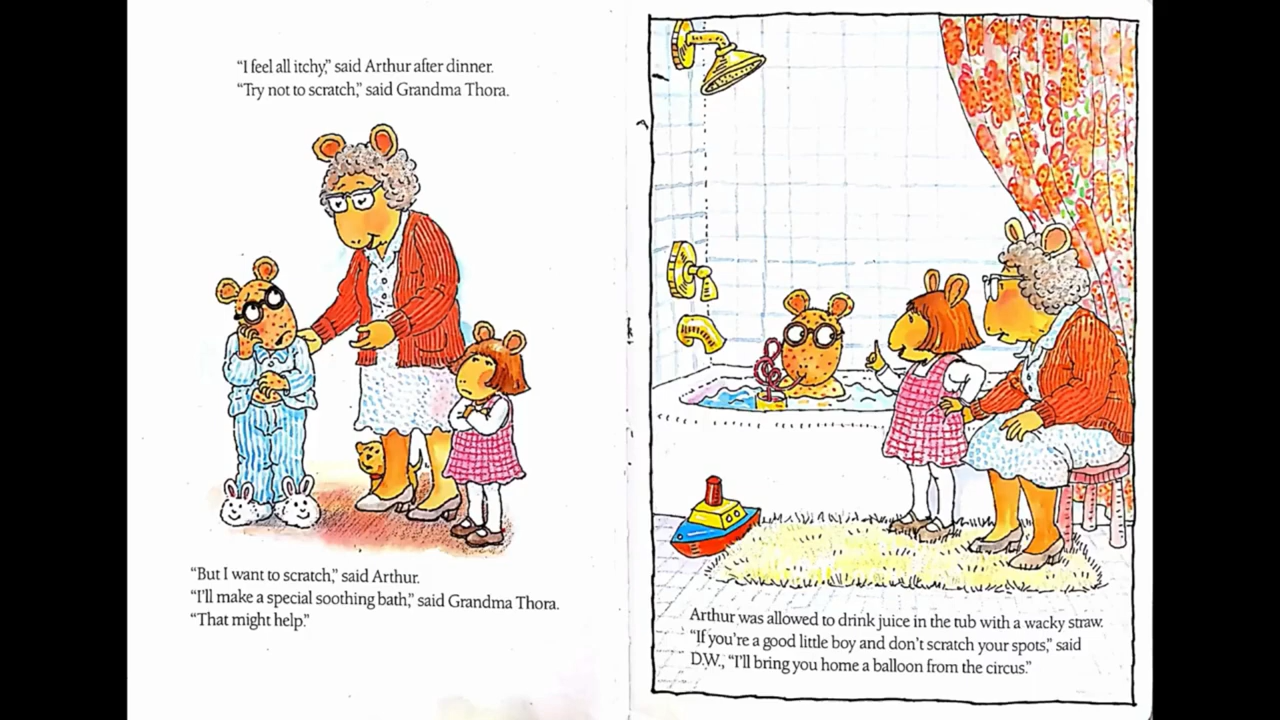 “I feel all itchy,” said Arthur after dinner.
“Try not to scratch,” said Grandma Thora.
“But I want to scratch,” said Arthur.
“I’ll make a special soothing bath,” said Grandma Thora.
“That might help.”
Arthur was allowed to drink juice in the tub with a wacky straw.
“If you’re a good little boy and don’t scratch your spots,” said
D.W., “I’ll bring you home a balloon from the circus.”